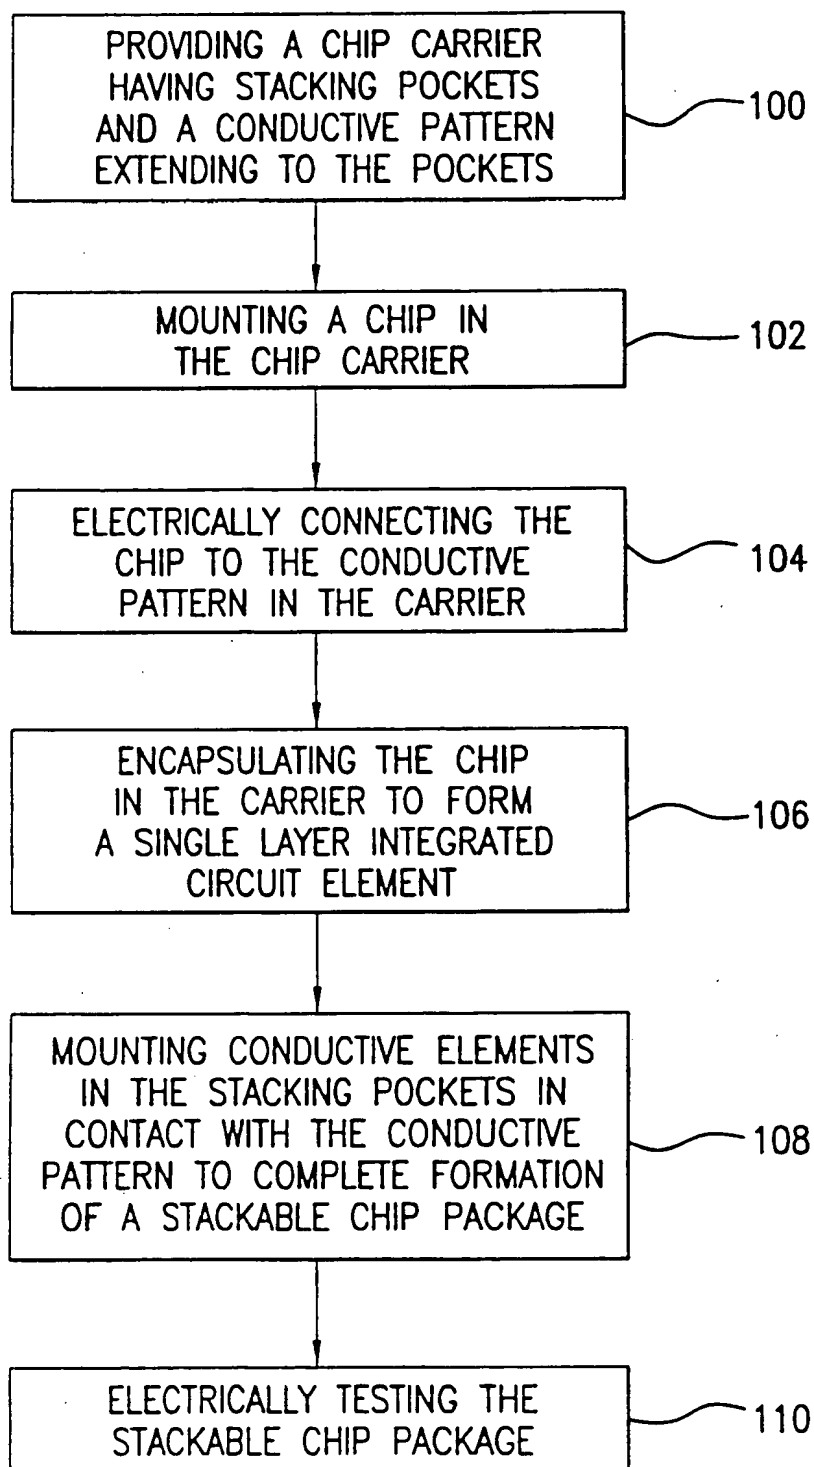 PROVIDING A CHIP CARRIER
HAVING STACKING POCKETS
AND A CONDUCTIVE PATTERN
EXTENDING TO THE POCKETS
100
MOUNTING A CHIP IN
THE CHIP CARRIER
102
ELECTRICALLY CONNECTING THE
CHIP TO THE CONDUCTIVE
PATTERN IN THE CARRIER
104
ENCAPSULATING THE CHIP
IN THE CARRIER TO FORM
A SINGLE LAYER INTEGRATED
CIRCUIT ELEMENT
106
MOUNTING CONDUCTIVE ELEMENTS
IN THE STACKING POCKETS IN
CONTACT WITH THE CONDUCTIVE
PATTERN TO COMPLETE FORMATION
OF A STACKABLE CHIP PACKAGE
108
ELECTRICALLY TESTING THE
STACKABLE CHIP PACKAGE
110